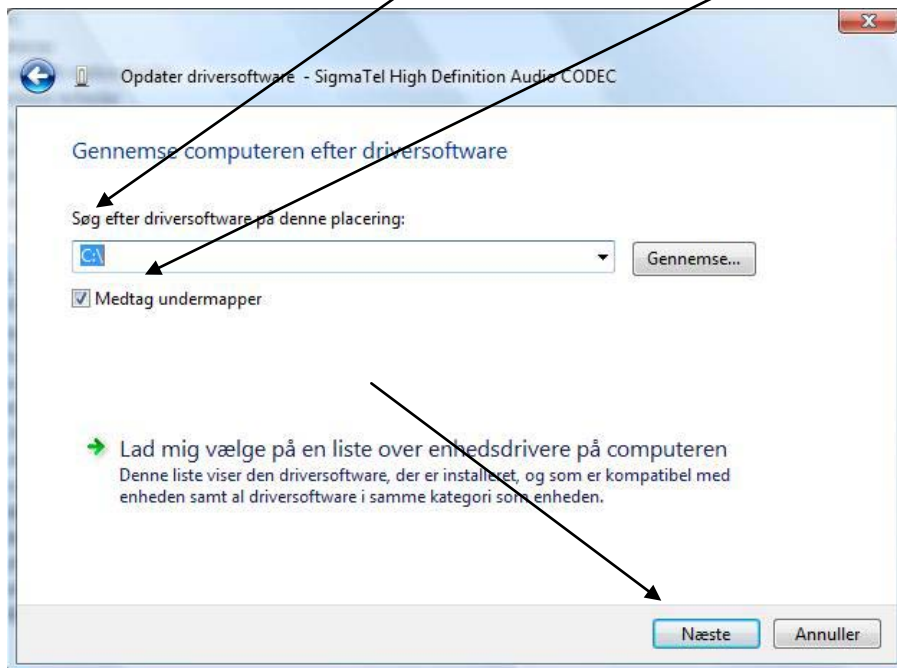 Opdater driversoftware - SigmaTel High Definition Audio CODEC
Gennemse computeren efter driversoftware
Søg efter driversoftware på denne placering:
C:\
Gennemse...
Medtag undermapper
Lad mig vælge på en liste over enhedsdrivere på computeren
Denne liste viser den driversoftware, der er installeret, og som er kompatibel med
enheden samt al driversoftware i samme kategori som enheden.
Næste
Annuller